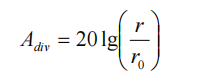 A_div = 20 lg(r / r_0)